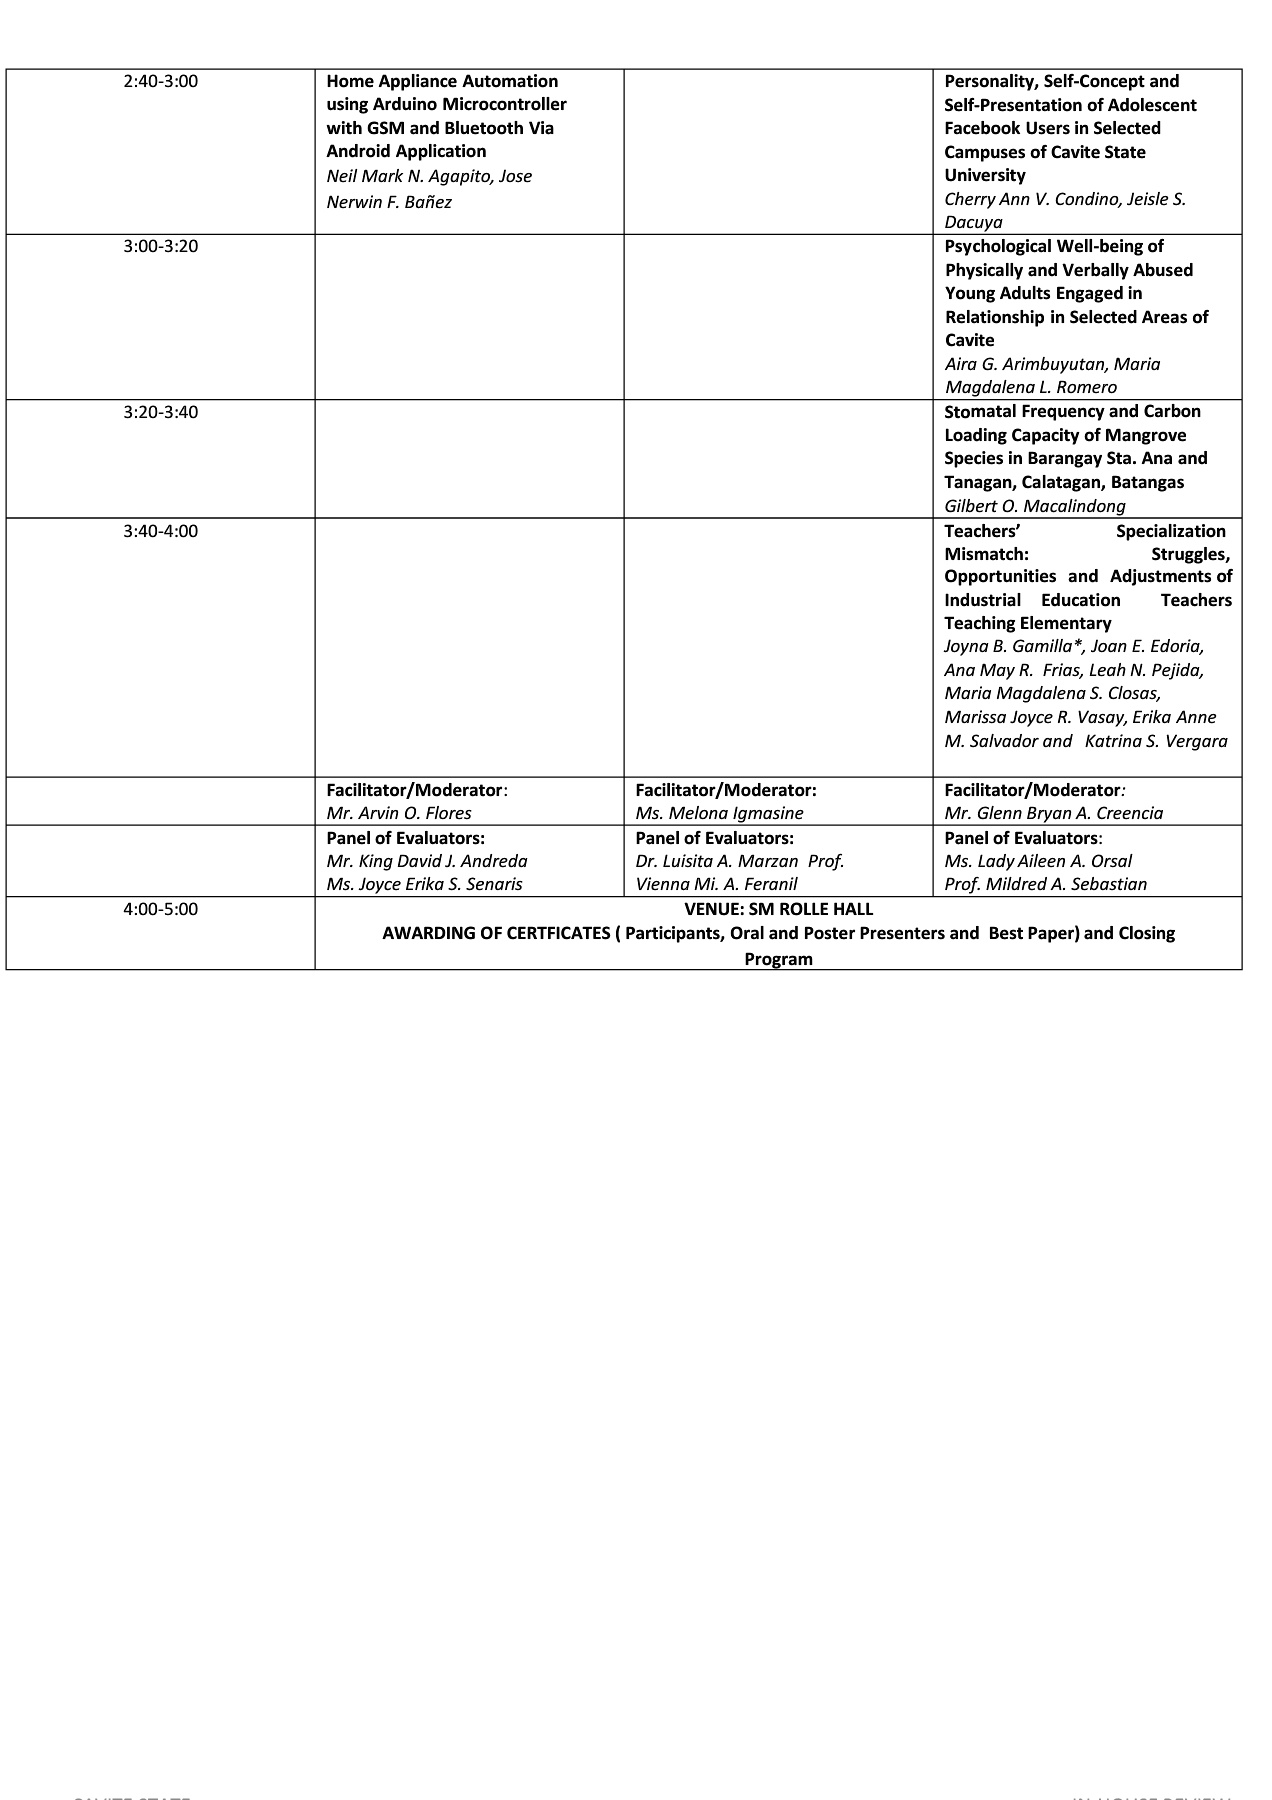 2:40-3:00
Home Appliance Automation
using Arduino Microcontroller
with GSM and Bluetooth Via
Android Application
Neil Mark N. Agapito, Jose
Nerwin F. Bañez
Personality, Self-Concept and
Self-Presentation of Adolescent
Facebook Users in Selected
Campuses of Cavite State
University
Cherry Ann V. Condino, Jeisle S.
Dacuya
3:00-3:20
Psychological Well-being of
Physically and Verbally Abused
Young Adults Engaged in
Relationship in Selected Areas of
Cavite
Aira G. Arimbuyutan, Maria
Magdalena L. Romero
3:20-3:40
Stomatal Frequency and Carbon
Loading Capacity of Mangrove
Species in Barangay Sta. Ana and
Tanagan, Calatagan, Batangas
Gilbert O. Macalindong
3:40-4:00
Teachers’ Specialization
Mismatch: Struggles,
Opportunities and Adjustments of
Industrial Education Teachers
Teaching Elementary
Joyna B. Gamilla*, Joan E. Edoria,
Ana May R. Frias, Leah N. Pejida,
Maria Magdalena S. Closas,
Marissa Joyce R. Vasay, Erika Anne
M. Salvador and Katrina S. Vergara
Facilitator/Moderator:
Mr. Arvin O. Flores
Facilitator/Moderator:
Ms. Melona Igmasine
Facilitator/Moderator:
Mr. Glenn Bryan A. Creencia
Panel of Evaluators:
Mr. King David J. Andreda
Ms. Joyce Erika S. Senaris
Panel of Evaluators:
Dr. Luisita A. Marzan Prof.
Vienna Mi. A. Feranil
Panel of Evaluators:
Ms. Lady Aileen A. Orsal
Prof. Mildred A. Sebastian
4:00-5:00
VENUE: SM ROLLE HALL
AWARDING OF CERTFICATES ( Participants, Oral and Poster Presenters and Best Paper) and Closing
Program